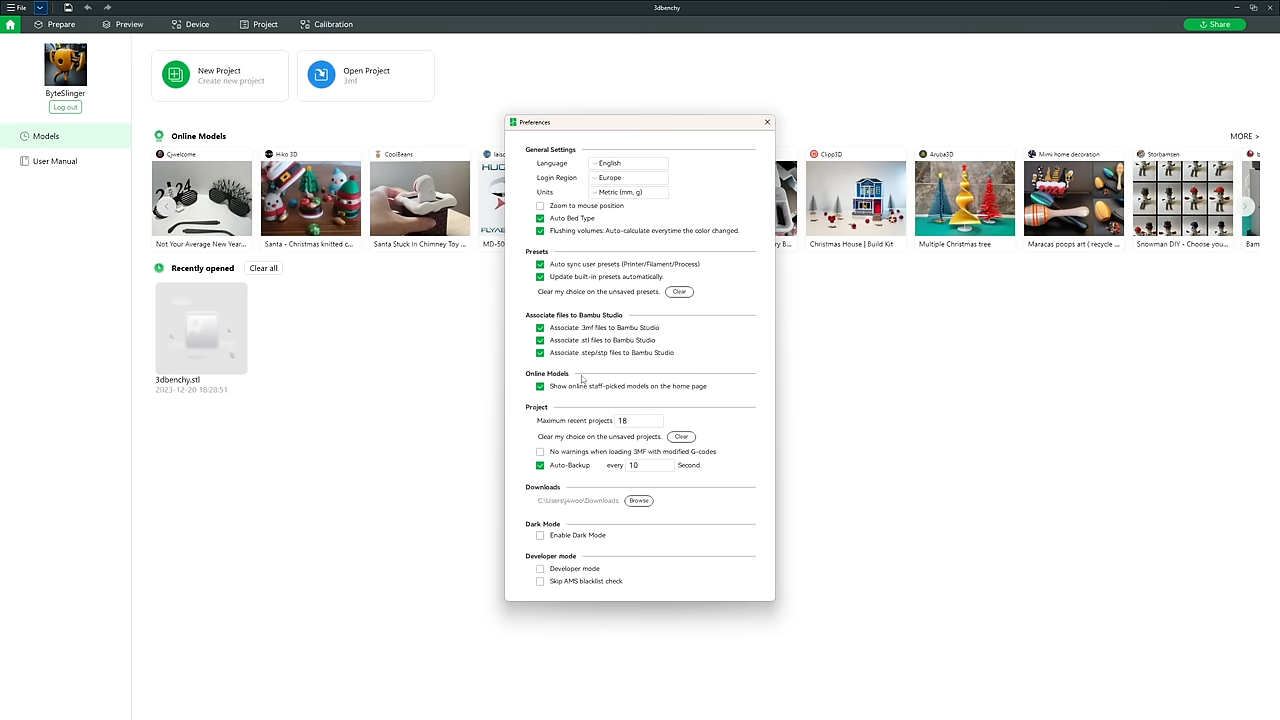 File
3dbenchy
Prepare
Preview
Device
Project
Calibration
Share
ByteSlinger
Log out
Models
User Manual
New Project
Create new project
Open Project
3mf
Online Models
MORE >
Cjwelcome
Hiko 3D
CoolBeans
Clipp3D
Aruba3D
Mimi home decoration
Storbamsen
Not Your Average New Year...
Santa - Christmas knitted c...
Santa Stuck In Chimney Toy ...
MD-50
Christmas House | Build Kit
Multiple Christmas tree
Maracas poops art ( recycle ...
Snowman DIY - Choose you...
Bam
Recently opened
Clear all
3dbenchy.stl
2023-12-20 18:28:51
Preferences
General Settings
Language English
Login Region Europe
Units Metric (mm, g)
Zoom to mouse position
Auto Bed Type
Flushing volumes: Auto-calculate everytime the color changed.
Presets
Auto sync user presets (Printer/Filament/Process)
Update built-in presets automatically.
Clear my choice on the unsaved presets. Clear
Associate files to Bambu Studio
Associate .3mf files to Bambu Studio
Associate .stl files to Bambu Studio
Associate .step/stp files to Bambu Studio
Online Models
Show online staff-picked models on the home page
Project
Maximum recent projects 18
Clear my choice on the unsaved projects. Clear
No warnings when loading 3MF with modified G-codes
Auto-Backup every 10 Second
Downloads
C:\Users\j4woo\Downloads Browse
Dark Mode
Enable Dark Mode
Developer mode
Developer mode
Skip AMS blacklist check